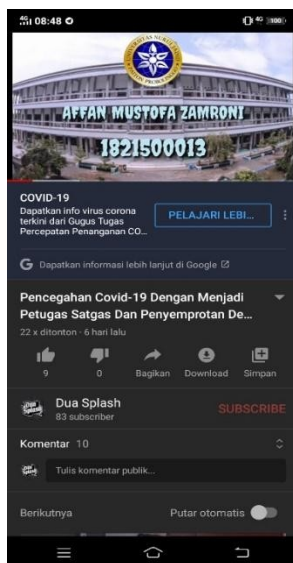 08:48
4G 100
UNIVERSITAS NURUL JADID
AFFAN MUSTOFA ZAMRONI
1821500013
COVID-19
Dapatkan info virus corona
terkini dari Gugus Tugas
Percepatan Penanganan CO...
PELAJARI LEBI...
Dapatkan informasi lebih lanjut di Google
Pencegahan Covid-19 Dengan Menjadi
Petugas Satgas Dan Penyemprotan De...
22 x ditonton · 6 hari lalu
9
0
Bagikan
Download
Simpan
Dua Splash
83 subscriber
SUBSCRIBE
Komentar 10
Tulis komentar publik...
Berikutnya
Putar otomatis